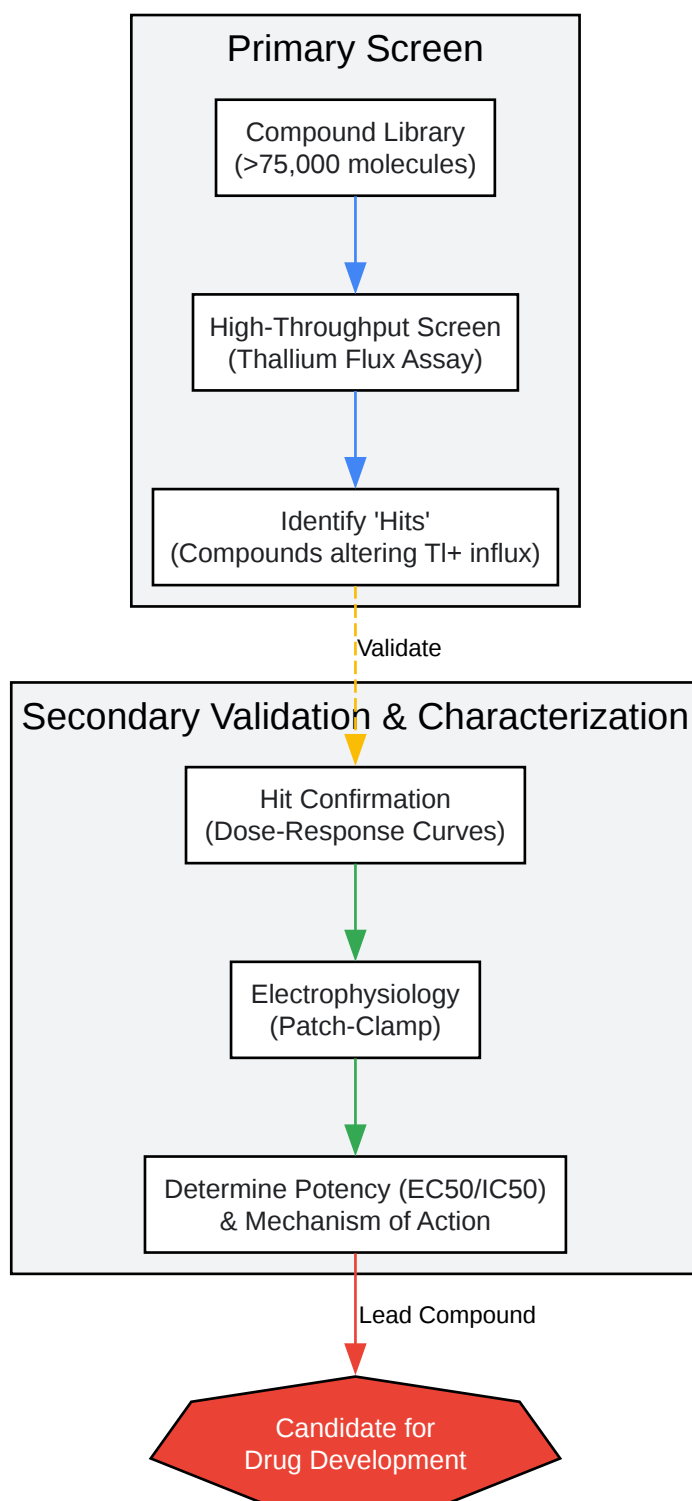 Primary Screen
Compound Library
(>75,000 molecules)
High-Throughput Screen
(Thallium Flux Assay)
Identify 'Hits'
(Compounds altering Tl+ influx)
Validate
Secondary Validation & Characterization
Hit Confirmation
(Dose-Response Curves)
Electrophysiology
(Patch-Clamp)
Determine Potency (EC50/IC50)
& Mechanism of Action
Lead Compound
Candidate for
Drug Development